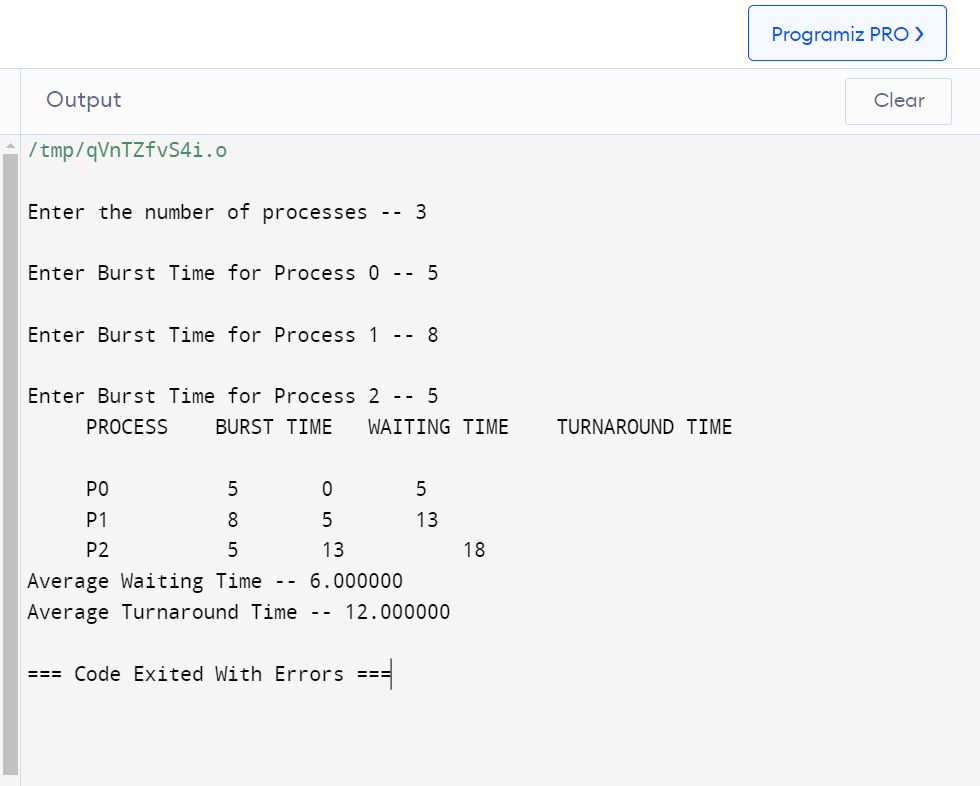 Programiz PRO ❯
Output Clear
/tmp/qVnTZfvS4i.o
Enter the number of processes -- 3
Enter Burst Time for Process 0 -- 5
Enter Burst Time for Process 1 -- 8
Enter Burst Time for Process 2 -- 5
PROCESS BURST TIME WAITING TIME TURNAROUND TIME
P0 5 0 5
P1 8 5 13
P2 5 13 18
Average Waiting Time -- 6.000000
Average Turnaround Time -- 12.000000
=== Code Exited With Errors ===